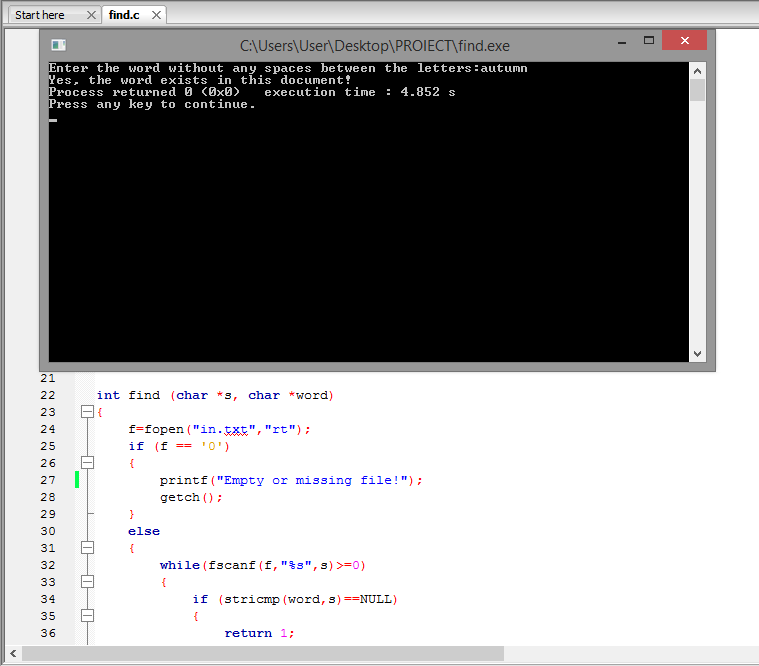 Start here
find.c
C:\Users\User\Desktop\PROIECT\find.exe
Enter the word without any spaces between the letters:autumn
Yes, the word exists in this document!
Process returned 0 (0x0)   execution time : 4.852 s
Press any key to continue.
21
22 int find (char *s, char *word)
23 {
24     f=fopen("in.txt","rt");
25     if (f == '0')
26     {
27         printf("Empty or missing file!");
28         getch();
29     }
30     else
31     {
32         while(fscanf(f,"%s",s)>=0)
33         {
34             if (stricmp(word,s)==NULL)
35             {
36                 return 1;